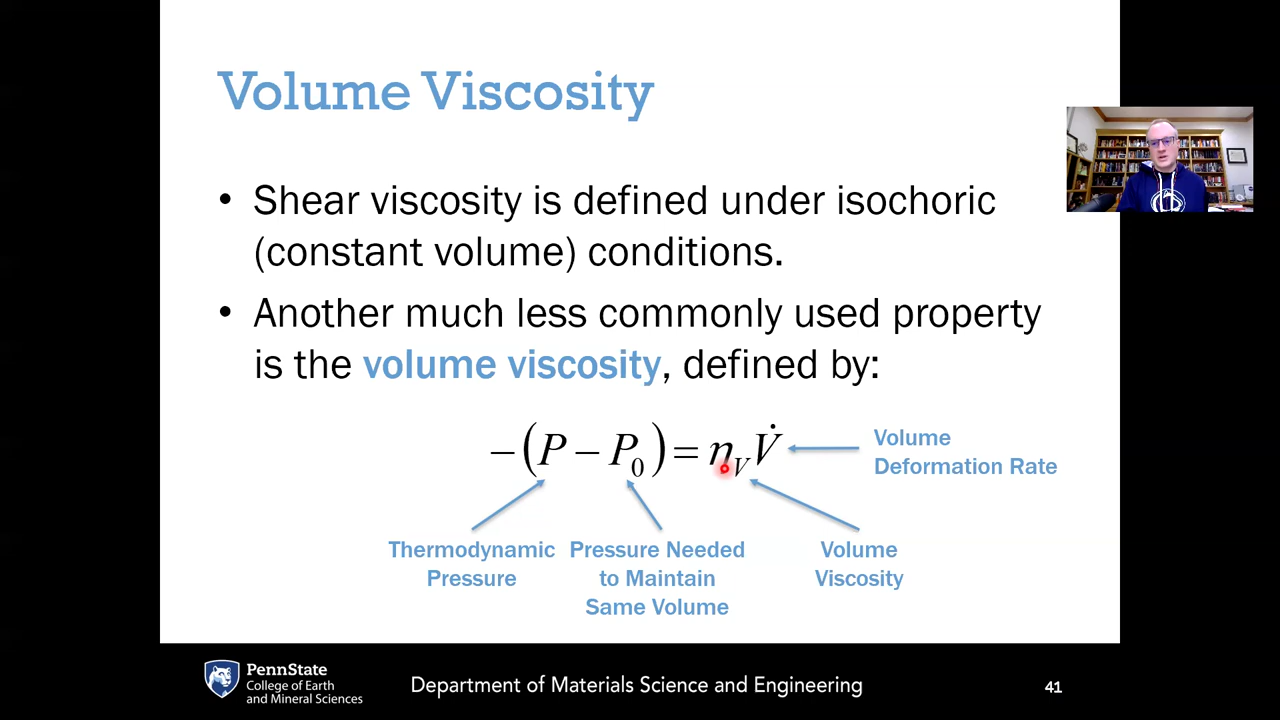 Volume Viscosity
• Shear viscosity is defined under isochoric
(constant volume) conditions.
• Another much less commonly used property
is the volume viscosity, defined by:
−(P − P₀) = n_V V̇
Volume
Deformation Rate
Thermodynamic
Pressure
Pressure Needed
to Maintain
Same Volume
Volume
Viscosity
PennState
College of Earth
and Mineral Sciences
Department of Materials Science and Engineering
41